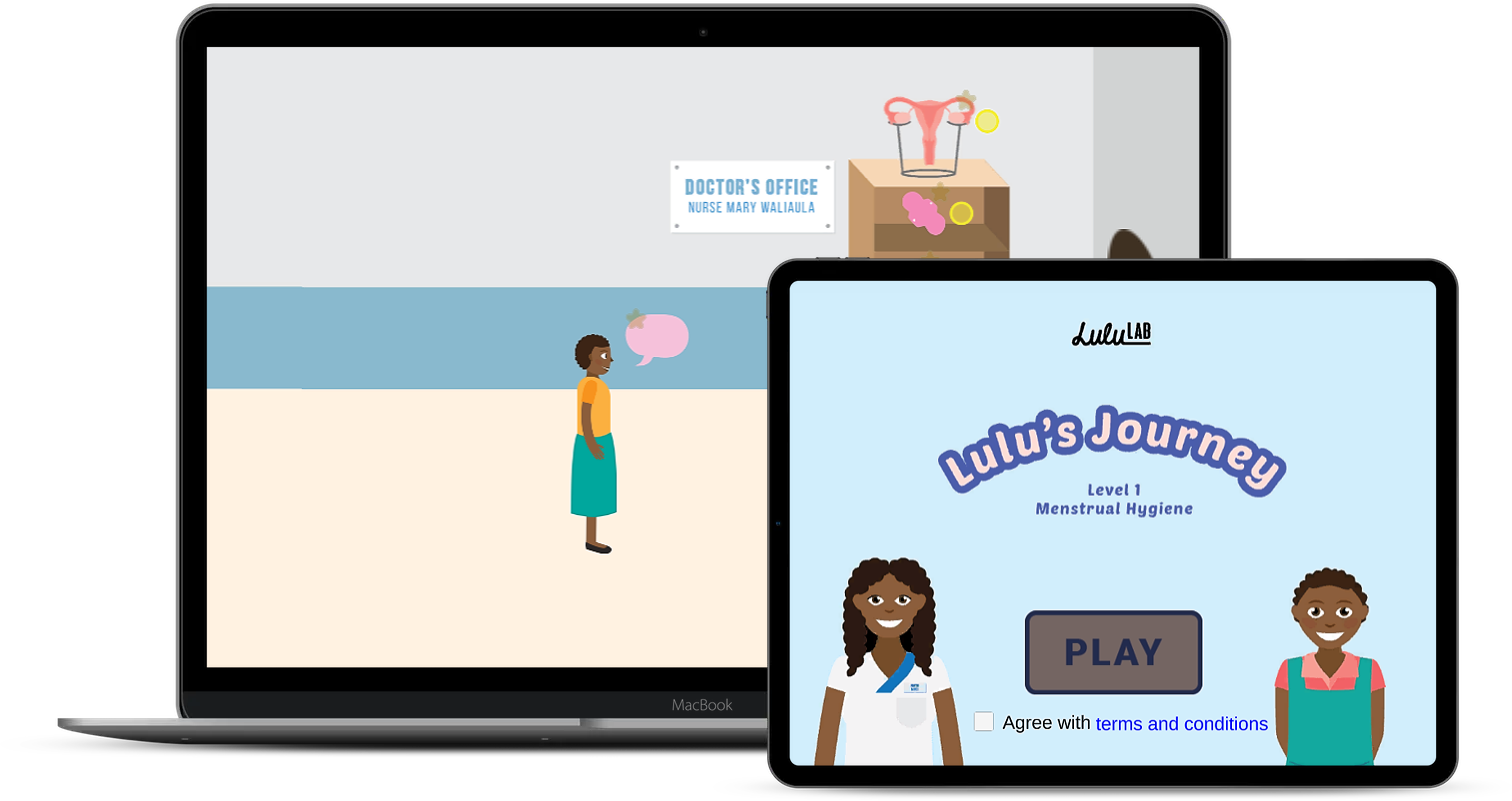 DOCTOR'S OFFICE
NURSE MARY WALIAULA
MacBook
Lulu LAB
Lulu's Journey
Level 1
Menstrual Hygiene
PLAY
Agree with terms and conditions